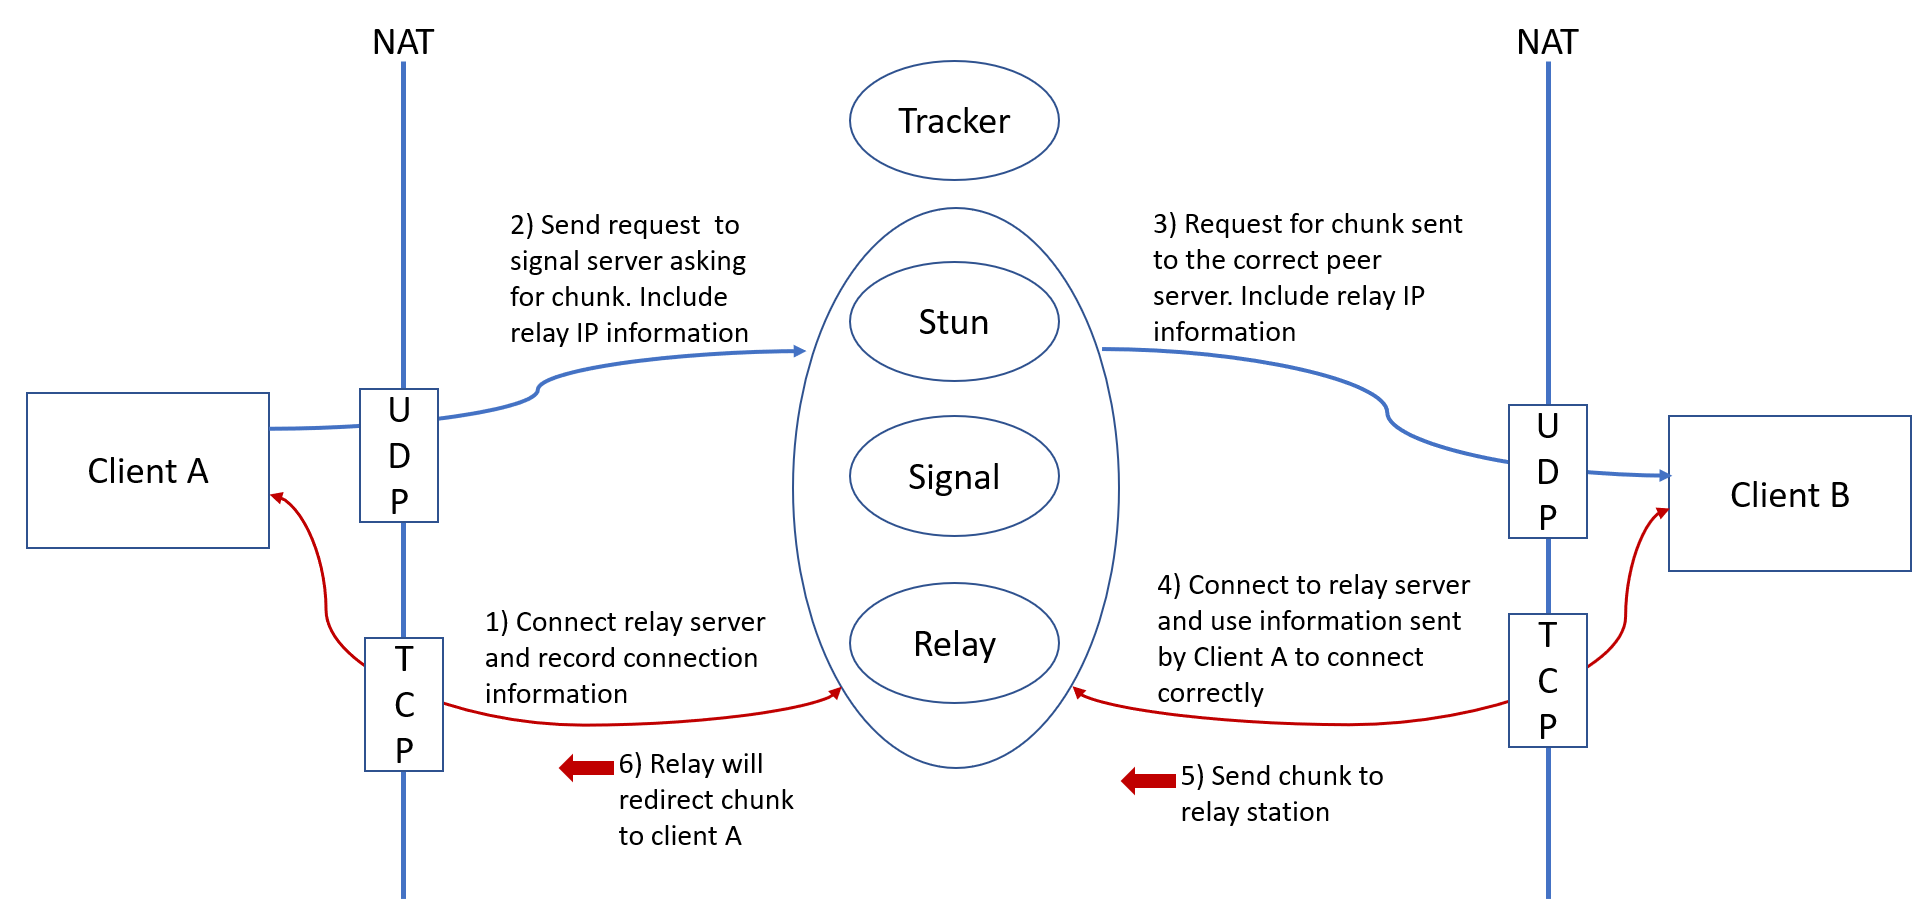 NAT
NAT
Tracker
2) Send request to
signal server asking
for chunk. Include
relay IP information
3) Request for chunk sent
to the correct peer
server. Include relay IP
information
Stun
U
D
P
U
D
P
Client A
Signal
Client B
1) Connect relay server
and record connection
information
4) Connect to relay server
and use information sent
by Client A to connect
correctly
Relay
T
C
P
T
C
P
6) Relay will
redirect chunk
to client A
5) Send chunk to
relay station